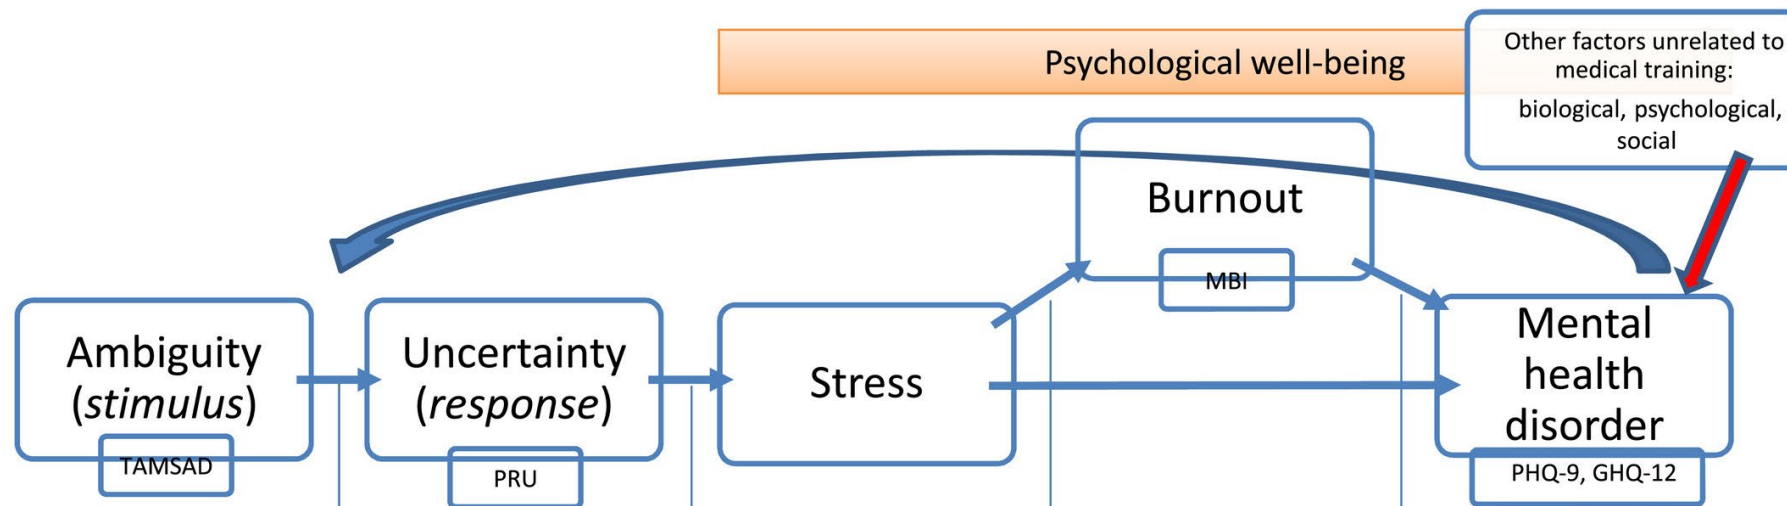 Psychological well-being
Other factors unrelated to
medical training:
biological, psychological,
social
Burnout
MBI
Ambiguity
(stimulus)
TAMSAD
Uncertainty
(response)
PRU
Stress
Mental
health
disorder
PHQ-9, GHQ-12